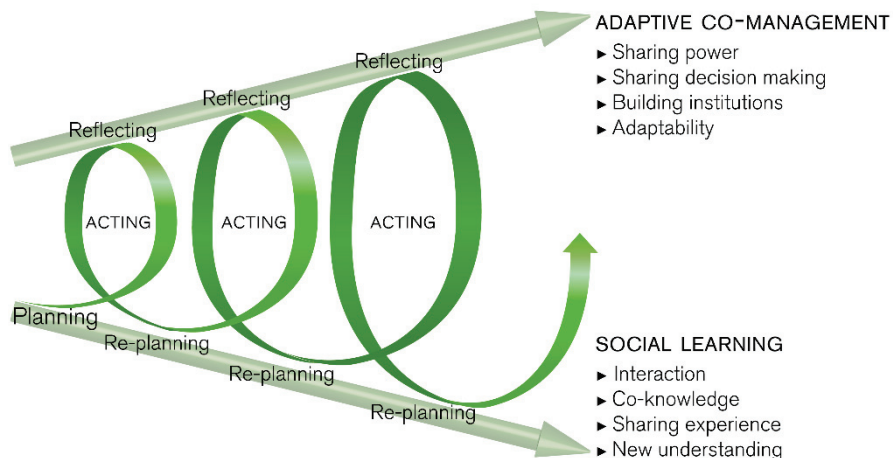 ADAPTIVE CO-MANAGEMENT
► Sharing power
► Sharing decision making
► Building institutions
► Adaptability
Reflecting
Reflecting
Reflecting
ACTING
ACTING
ACTING
Planning
Re-planning
Re-planning
Re-planning
SOCIAL LEARNING
► Interaction
► Co-knowledge
► Sharing experience
► New understanding